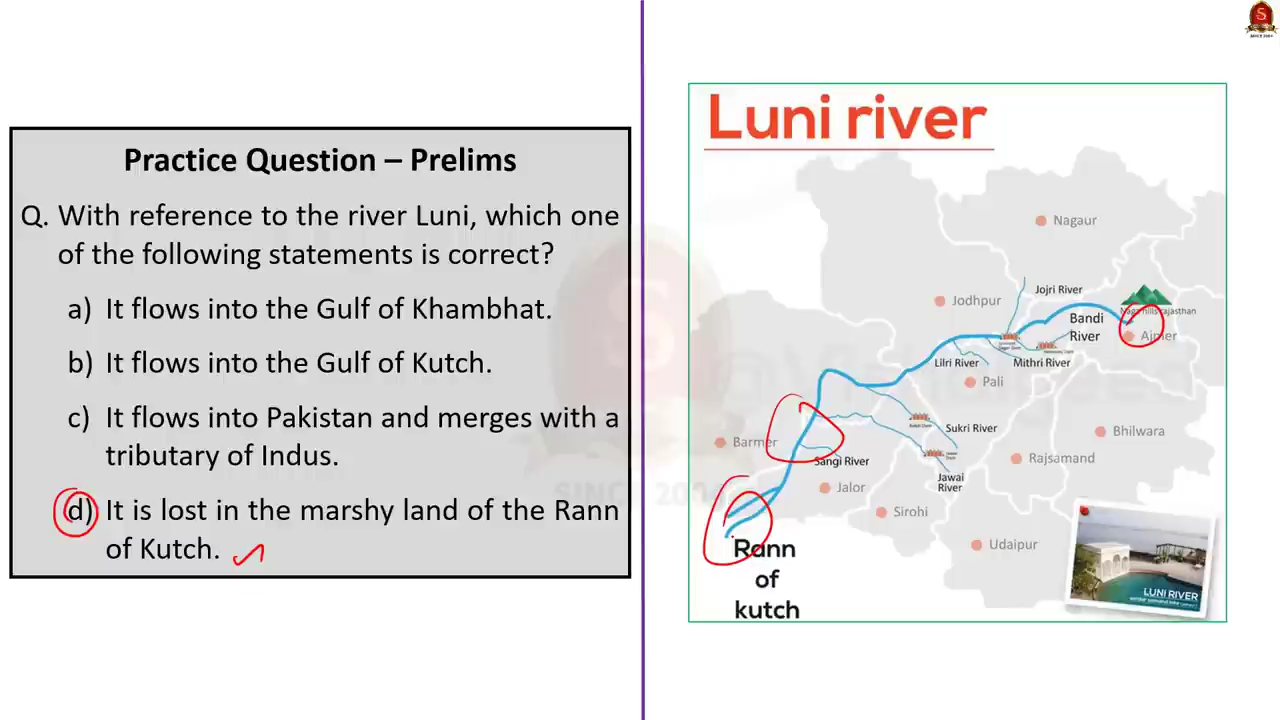 S
SINCE 2004
Practice Question – Prelims
Q. With reference to the river Luni, which one
of the following statements is correct?
a) It flows into the Gulf of Khambhat.
b) It flows into the Gulf of Kutch.
c) It flows into Pakistan and merges with a
tributary of Indus.
d) It is lost in the marshy land of the Rann
of Kutch.
Luni river
Nagaur
Jojri River
Jodhpur
Bandi
River
Ajmer
Lilri River
Mithri River
Pali
Barmer
Sukri River
Bhilwara
Sangi River
Rajsamand
Jawai
River
Jalor
Sirohi
Udaipur
Rann
of
kutch
LUNI RIVER
S
SINCE 2004